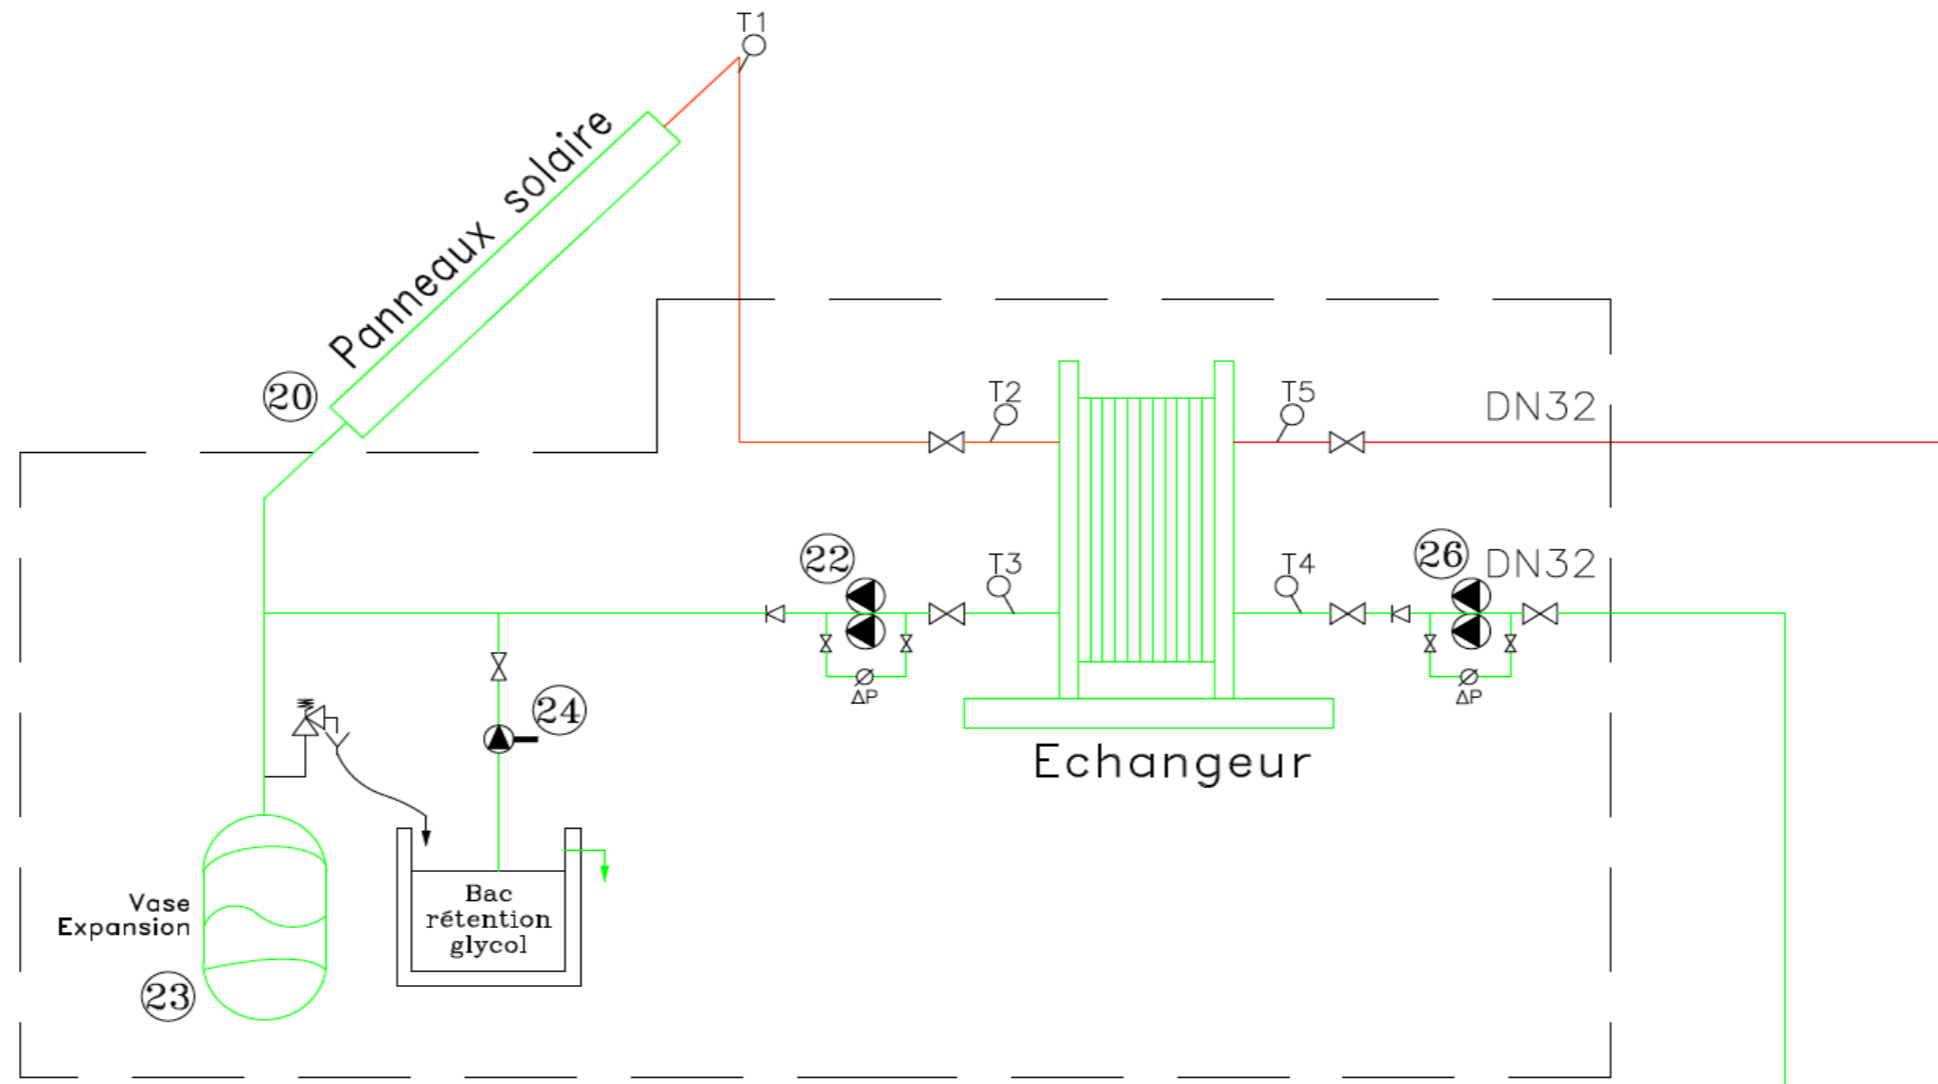 T1
Panneaux solaire
20
T2
T5
DN32
22
T3
T4
26
DN32
ΔP
ΔP
24
Echangeur
Vase
Expansion
Bac
rétention
glycol
23